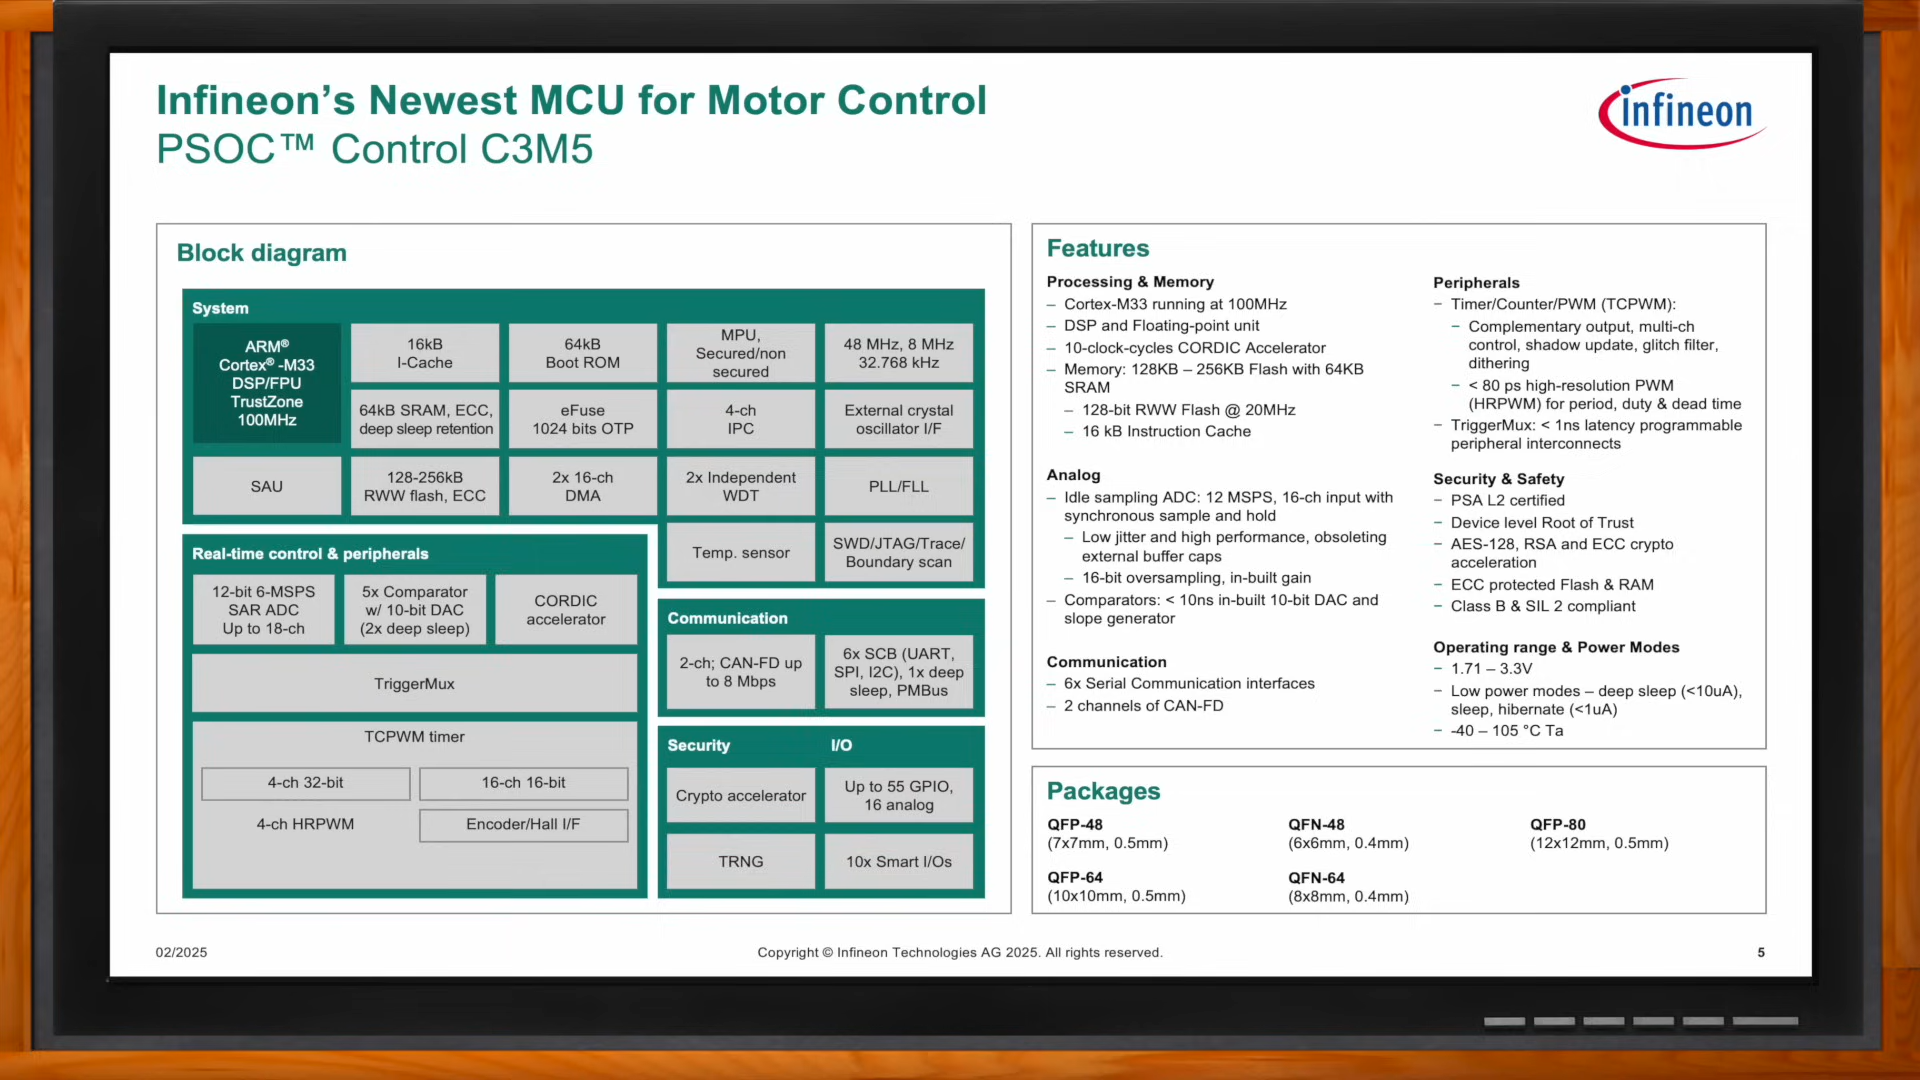 Infineon’s Newest MCU for Motor Control
PSOC™ Control C3M5
infineon
Block diagram
System
ARM®
Cortex® -M33
DSP/FPU
TrustZone
100MHz
16kB
I-Cache
64kB
Boot ROM
MPU,
Secured/non
secured
48 MHz, 8 MHz
32.768 kHz
64kB SRAM, ECC,
deep sleep retention
eFuse
1024 bits OTP
4-ch
IPC
External crystal
oscillator I/F
SAU
128-256kB
RWW flash, ECC
2x 16-ch
DMA
2x Independent
WDT
PLL/FLL
Temp. sensor
SWD/JTAG/Trace/
Boundary scan
Real-time control & peripherals
12-bit 6-MSPS
SAR ADC
Up to 18-ch
5x Comparator
w/ 10-bit DAC
(2x deep sleep)
CORDIC
accelerator
TriggerMux
TCPWM timer
4-ch 32-bit
16-ch 16-bit
4-ch HRPWM
Encoder/Hall I/F
Communication
2-ch; CAN-FD up
to 8 Mbps
6x SCB (UART,
SPI, I2C), 1x deep
sleep, PMBus
Security
I/O
Crypto accelerator
Up to 55 GPIO,
16 analog
TRNG
10x Smart I/Os
Features
Processing & Memory
– Cortex-M33 running at 100MHz
– DSP and Floating-point unit
– 10-clock-cycles CORDIC Accelerator
– Memory: 128KB – 256KB Flash with 64KB
SRAM
– 128-bit RWW Flash @ 20MHz
– 16 kB Instruction Cache
Analog
– Idle sampling ADC: 12 MSPS, 16-ch input with
synchronous sample and hold
– Low jitter and high performance, obsoleting
external buffer caps
– 16-bit oversampling, in-built gain
– Comparators: < 10ns in-built 10-bit DAC and
slope generator
Communication
– 6x Serial Communication interfaces
– 2 channels of CAN-FD
Peripherals
– Timer/Counter/PWM (TCPWM):
– Complementary output, multi-ch
control, shadow update, glitch filter,
dithering
– < 80 ps high-resolution PWM
(HRPWM) for period, duty & dead time
– TriggerMux: < 1ns latency programmable
peripheral interconnects
Security & Safety
– PSA L2 certified
– Device level Root of Trust
– AES-128, RSA and ECC crypto
acceleration
– ECC protected Flash & RAM
– Class B & SIL 2 compliant
Operating range & Power Modes
– 1.71 – 3.3V
– Low power modes – deep sleep (<10uA),
sleep, hibernate (<1uA)
– -40 – 105 °C Ta
Packages
QFP-48
(7x7mm, 0.5mm)
QFN-48
(6x6mm, 0.4mm)
QFP-80
(12x12mm, 0.5mm)
QFP-64
(10x10mm, 0.5mm)
QFN-64
(8x8mm, 0.4mm)
02/2025
Copyright © Infineon Technologies AG 2025. All rights reserved.
5